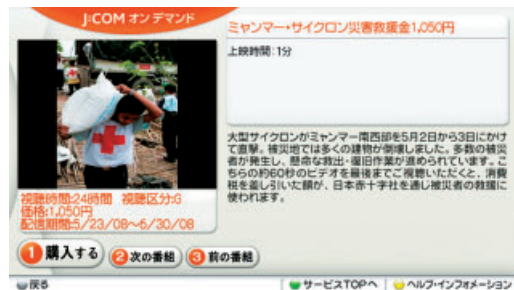 J:COM オンデマンド
ミャンマー・サイクロン災害救援金1,050円
上映時間:1分
大型サイクロンがミャンマー南西部を5月2日から3日にかけ
て直撃。被災地では多くの建物が倒壊しました。多数の被災
者が発生し、懸命な救出・復旧作業が進められています。こ
ちらの約60秒のビデオを最後までご視聴いただくと、消費
税を差し引いた額が、日本赤十字社を通じ被災者の救援に
使われます。
視聴時間:24時間 視聴区分:G
価格:1,050円
配信期間:5/23/08～6/30/08
1 購入する 2 次の番組 3 前の番組
戻る サービスTOPへ ヘルプ・インフォメーション